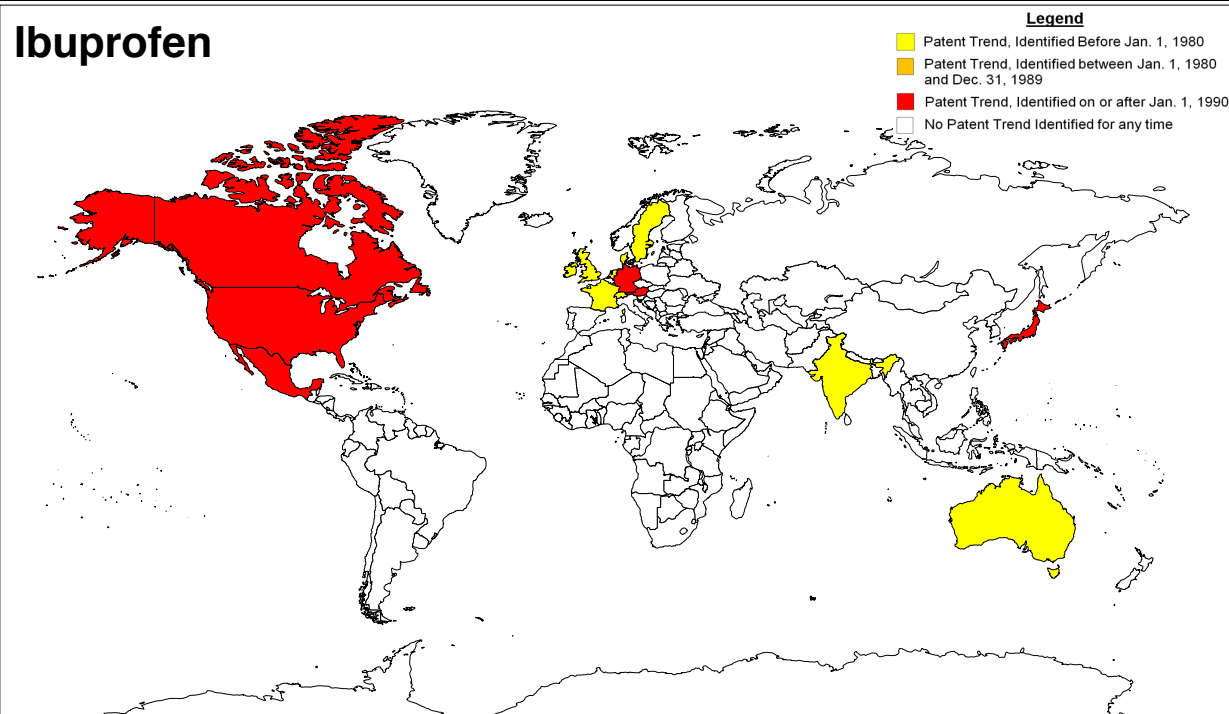 Ibuprofen
Legend
Patent Trend, Identified Before Jan. 1, 1980
Patent Trend, Identified between Jan. 1, 1980
and Dec. 31, 1989
Patent Trend, Identified on or after Jan. 1, 1990
No Patent Trend Identified for any time